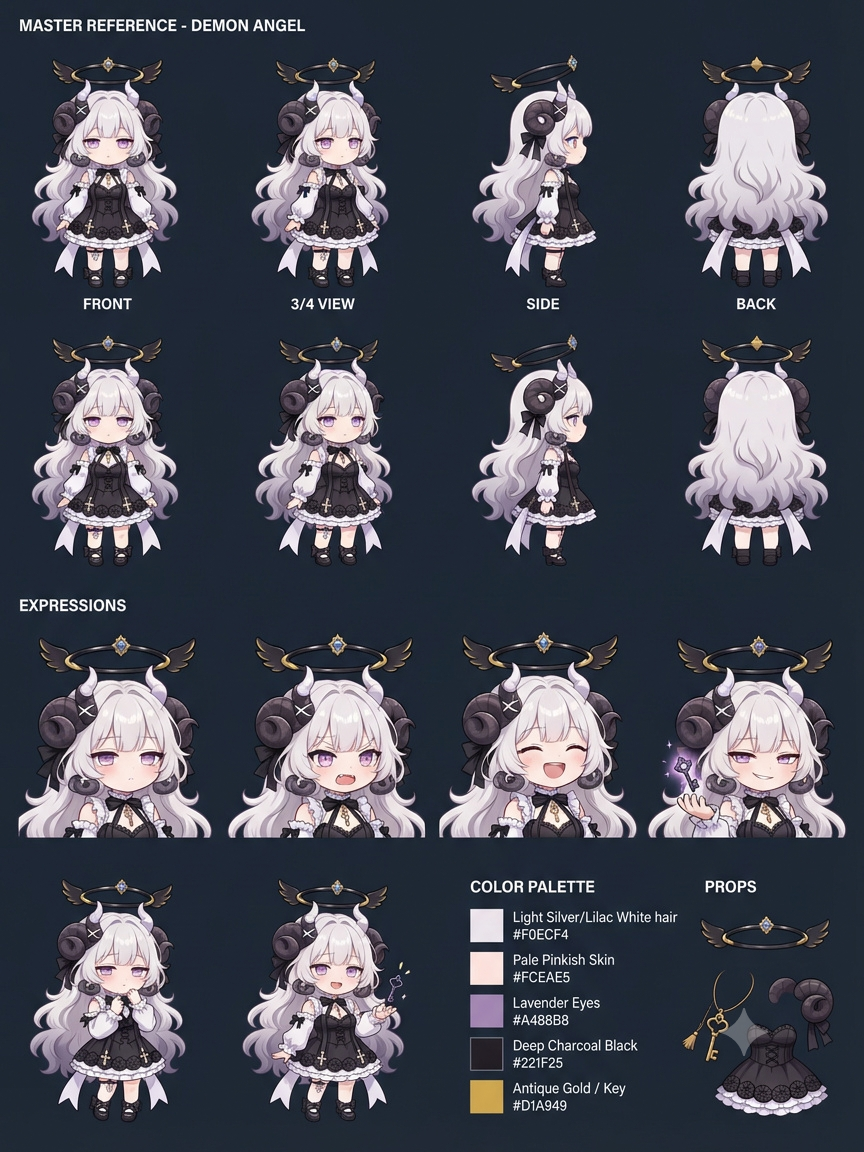 MASTER REFERENCE - DEMON ANGEL
FRONT
3/4 VIEW
SIDE
BACK
EXPRESSIONS
COLOR PALETTE
Light Silver/Lilac White hair
#F0ECF4
Pale Pinkish Skin
#FCEAE5
Lavender Eyes
#A488B8
Deep Charcoal Black
#221F25
Antique Gold / Key
#D1A949
PROPS